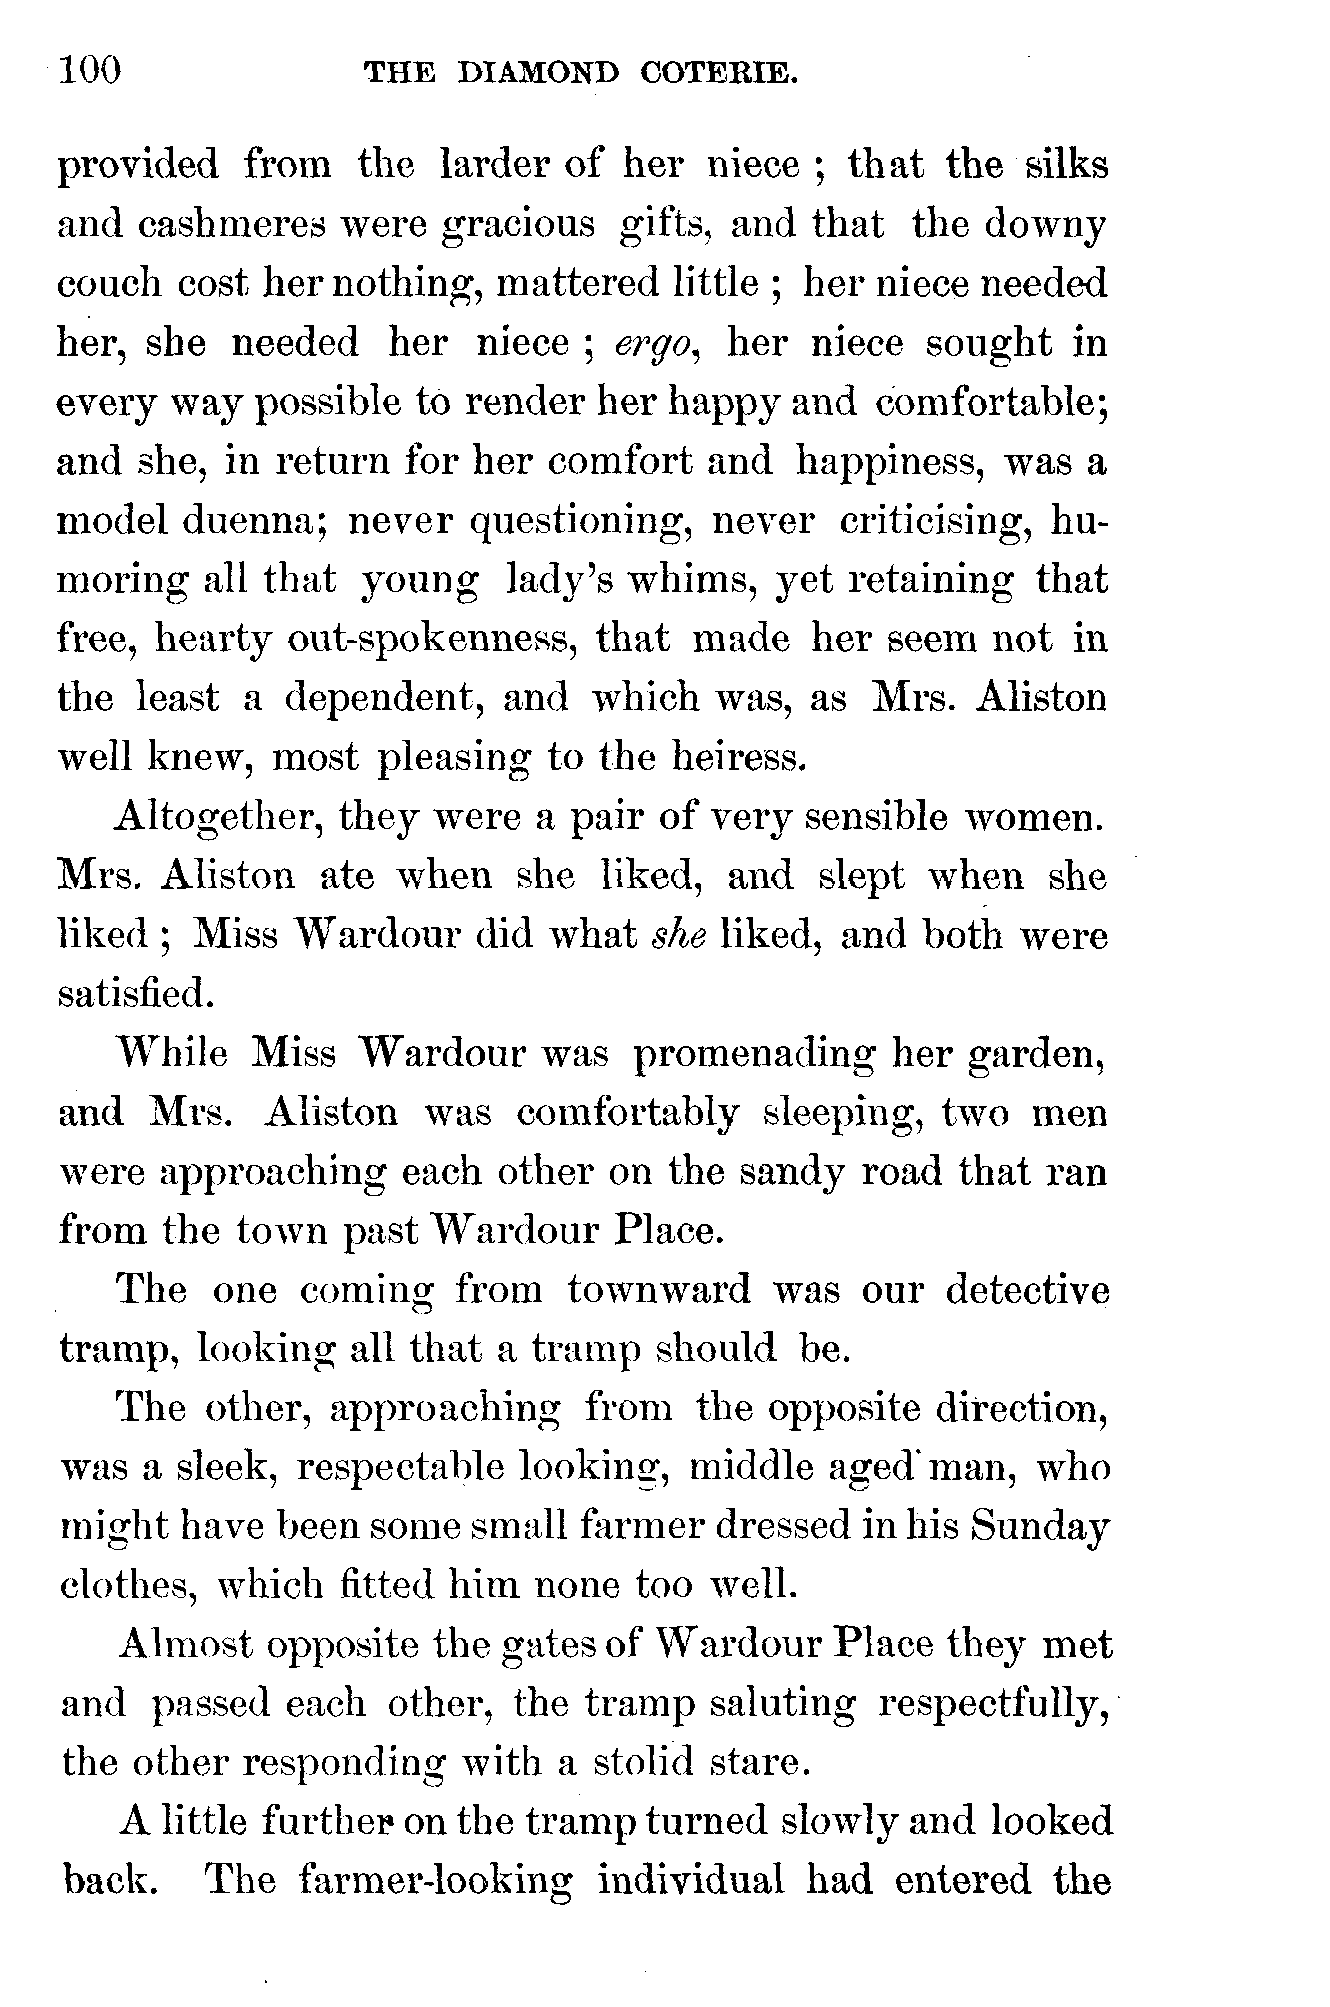 100 THE DIAMOND COTERIE.
provided from the larder of her niece ; that the silks
and cashmeres were gracious gifts, and that the downy
couch cost her nothing, mattered little ; her niece needed
her, she needed her niece ; ergo, her niece sought in
every way possible to render her happy and comfortable;
and she, in return for her comfort and happiness, was a
model duenna; never questioning, never criticising, hu-
moring all that young lady's whims, yet retaining that
free, hearty out-spokenness, that made her seem not in
the least a dependent, and which was, as Mrs. Aliston
well knew, most pleasing to the heiress.
Altogether, they were a pair of very sensible women.
Mrs. Aliston ate when she liked, and slept when she
liked ; Miss Wardour did what she liked, and both were
satisfied.
While Miss Wardour was promenading her garden,
and Mrs. Aliston was comfortably sleeping, two men
were approaching each other on the sandy road that ran
from the town past Wardour Place.
The one coming from townward was our detective
tramp, looking all that a tramp should be.
The other, approaching from the opposite direction,
was a sleek, respectable looking, middle aged man, who
might have been some small farmer dressed in his Sunday
clothes, which fitted him none too well.
Almost opposite the gates of Wardour Place they met
and passed each other, the tramp saluting respectfully,
the other responding with a stolid stare.
A little further on the tramp turned slowly and looked
back. The farmer-looking individual had entered the